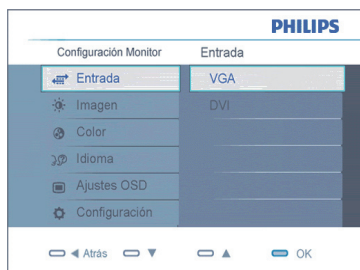 PHILIPS
Configuración Monitor
Entrada
Entrada
VGA
Imagen
DVI
Color
Idioma
Ajustes OSD
Configuración
Atrás
OK